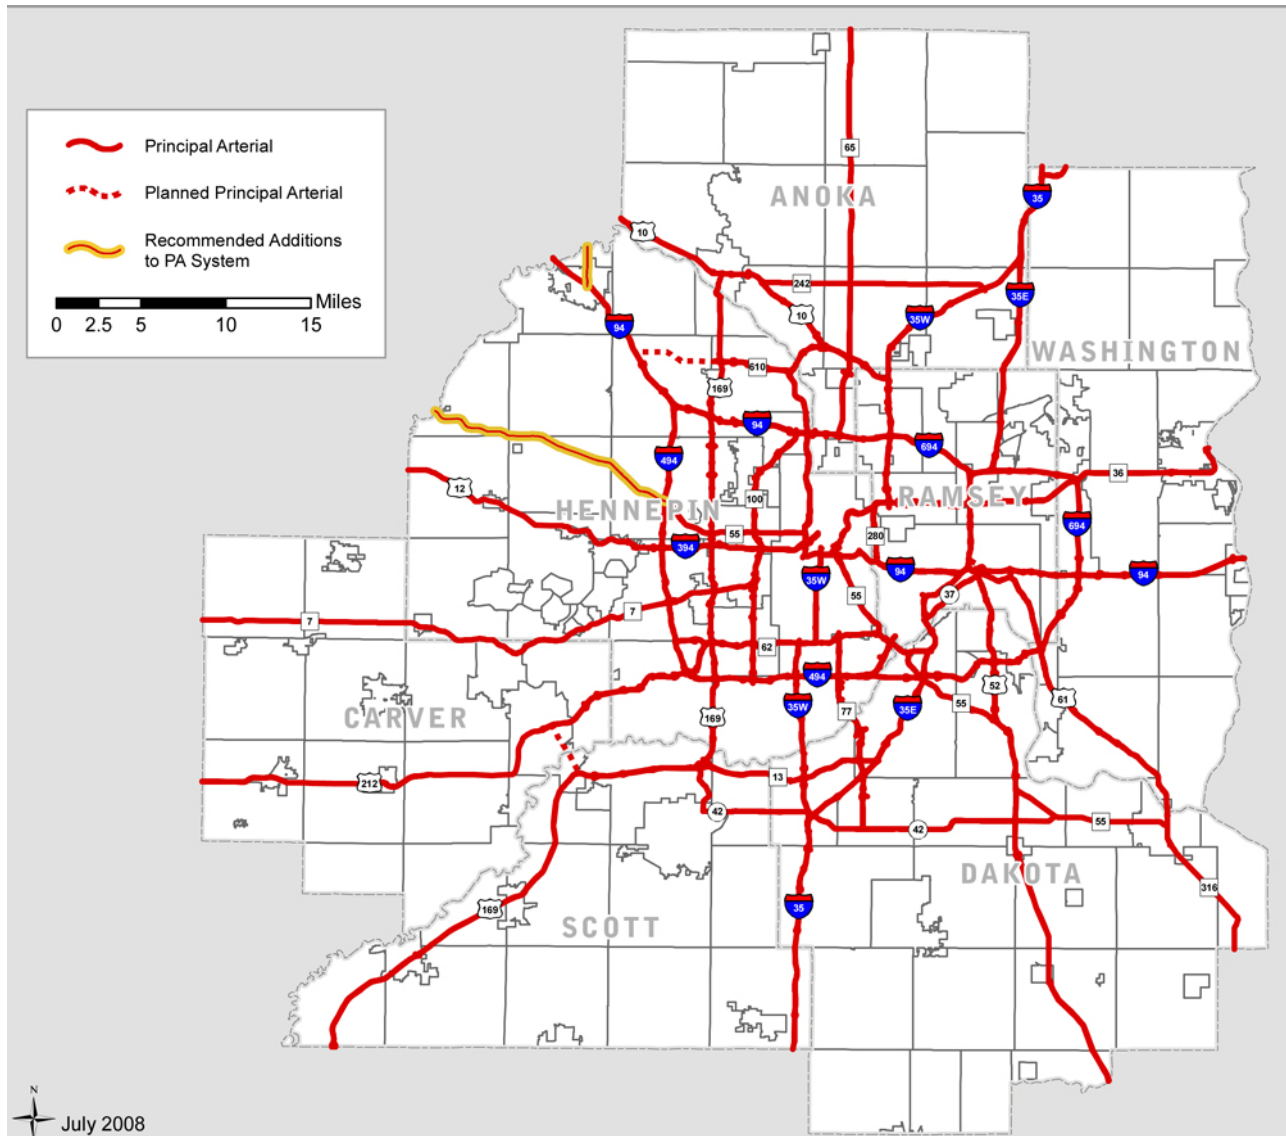 Principal Arterial
Planned Principal Arterial
Recommended Additions
to PA System
Miles
0 2.5 5 10 15
65
ANOKA
35
10
242
35E
10
35W
94
WASHINGTON
610
169
94
694
494
36
12
100
RAMSEY
HENNEPIN
694
55
280
394
94
94
35W
55
37
7
7
62
494
52
35W
77
35E
55
61
CARVER
169
13
212
42
55
42
DAKOTA
316
35
169
SCOTT
N
July 2008